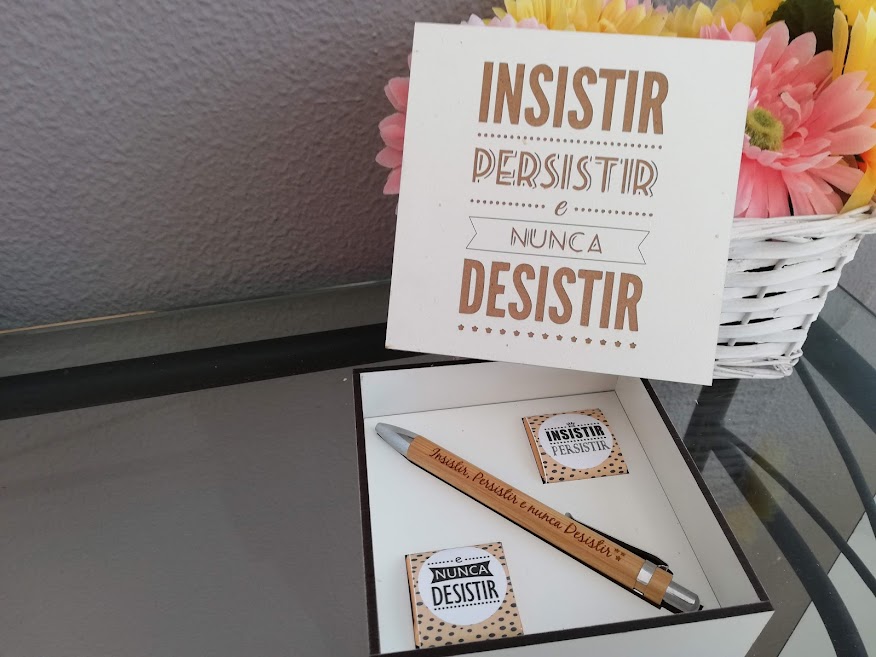 INSISTIR
PERSISTIR
e
NUNCA
DESISTIR
INSISTIR
PERSISTIR
Insistir, Persistir e nunca Desistir
e
NUNCA
DESISTIR